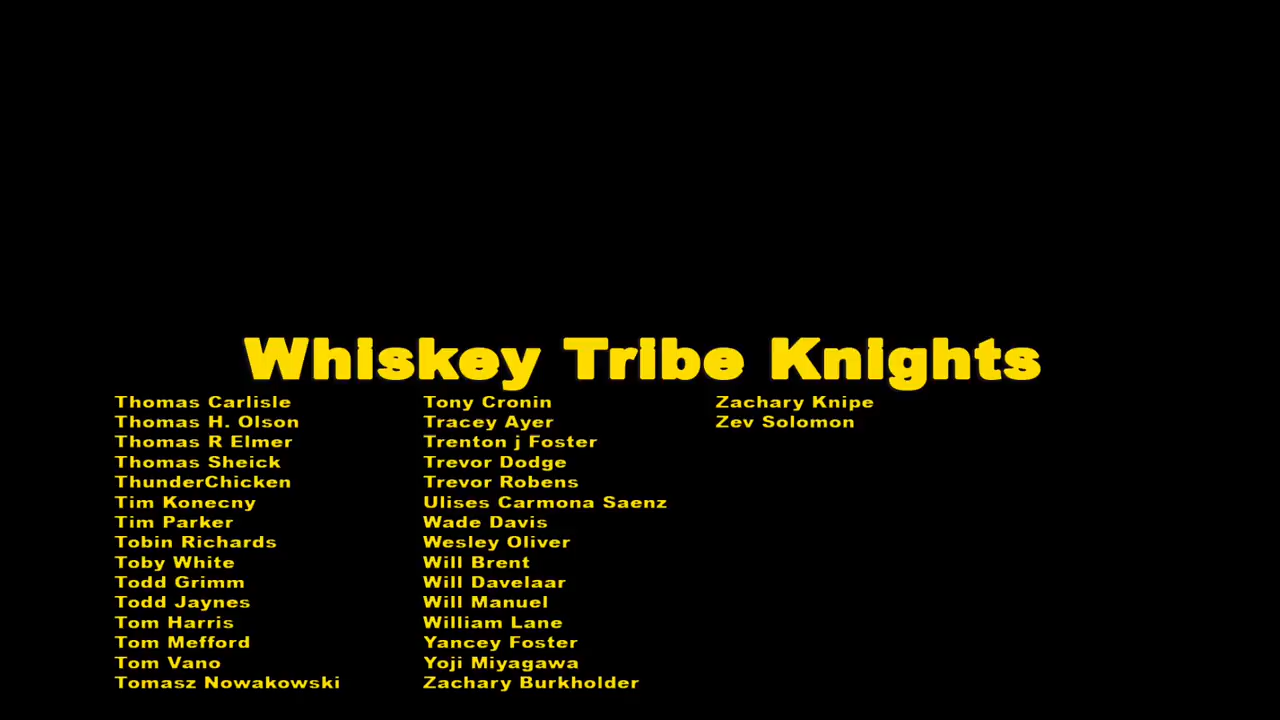 Whiskey Tribe Knights
Thomas Carlisle
Thomas H. Olson
Thomas R Elmer
Thomas Sheick
ThunderChicken
Tim Konecny
Tim Parker
Tobin Richards
Toby White
Todd Grimm
Todd Jaynes
Tom Harris
Tom Mefford
Tom Vano
Tomasz Nowakowski
Tony Cronin
Tracey Ayer
Trenton j Foster
Trevor Dodge
Trevor Robens
Ulises Carmona Saenz
Wade Davis
Wesley Oliver
Will Brent
Will Davelaar
Will Manuel
William Lane
Yancey Foster
Yoji Miyagawa
Zachary Burkholder
Zachary Knipe
Zev Solomon